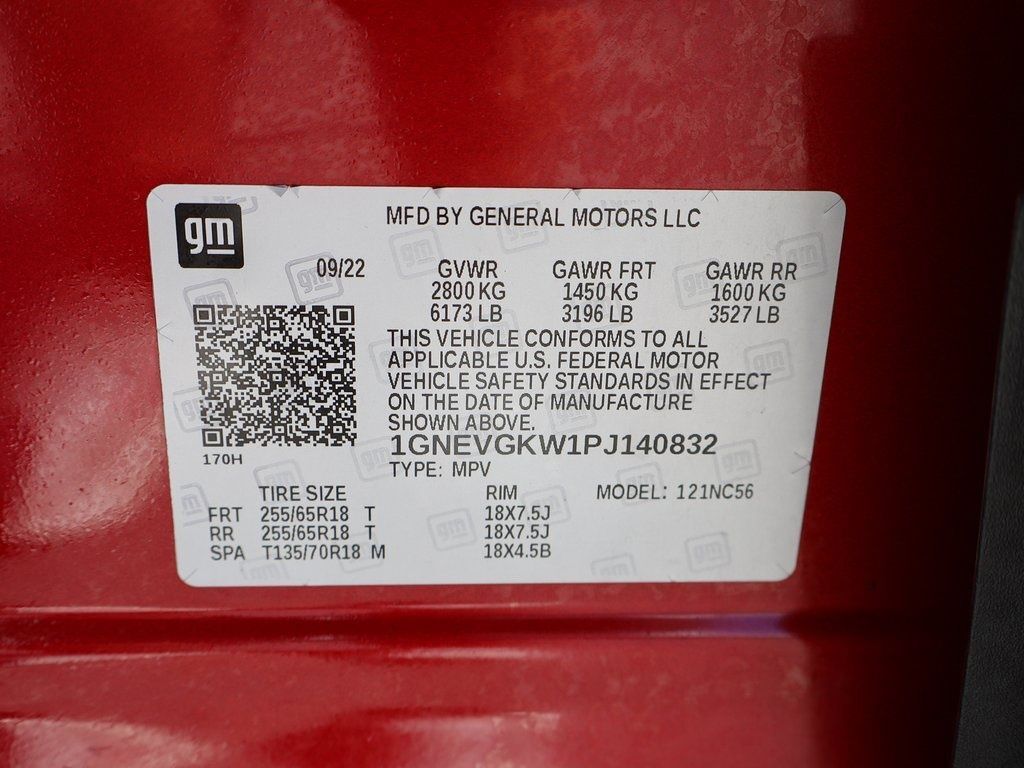 gm
MFD BY GENERAL MOTORS LLC
09/22 GVWR GAWR FRT GAWR RR
2800 KG 1450 KG 1600 KG
6173 LB 3196 LB 3527 LB
THIS VEHICLE CONFORMS TO ALL
APPLICABLE U.S. FEDERAL MOTOR
VEHICLE SAFETY STANDARDS IN EFFECT
ON THE DATE OF MANUFACTURE
SHOWN ABOVE.
1GNEVGKW1PJ140832
170H
TYPE: MPV
TIRE SIZE RIM MODEL: 121NC56
FRT 255/65R18 T 18X7.5J
RR 255/65R18 T 18X7.5J
SPA T135/70R18 M 18X4.5B